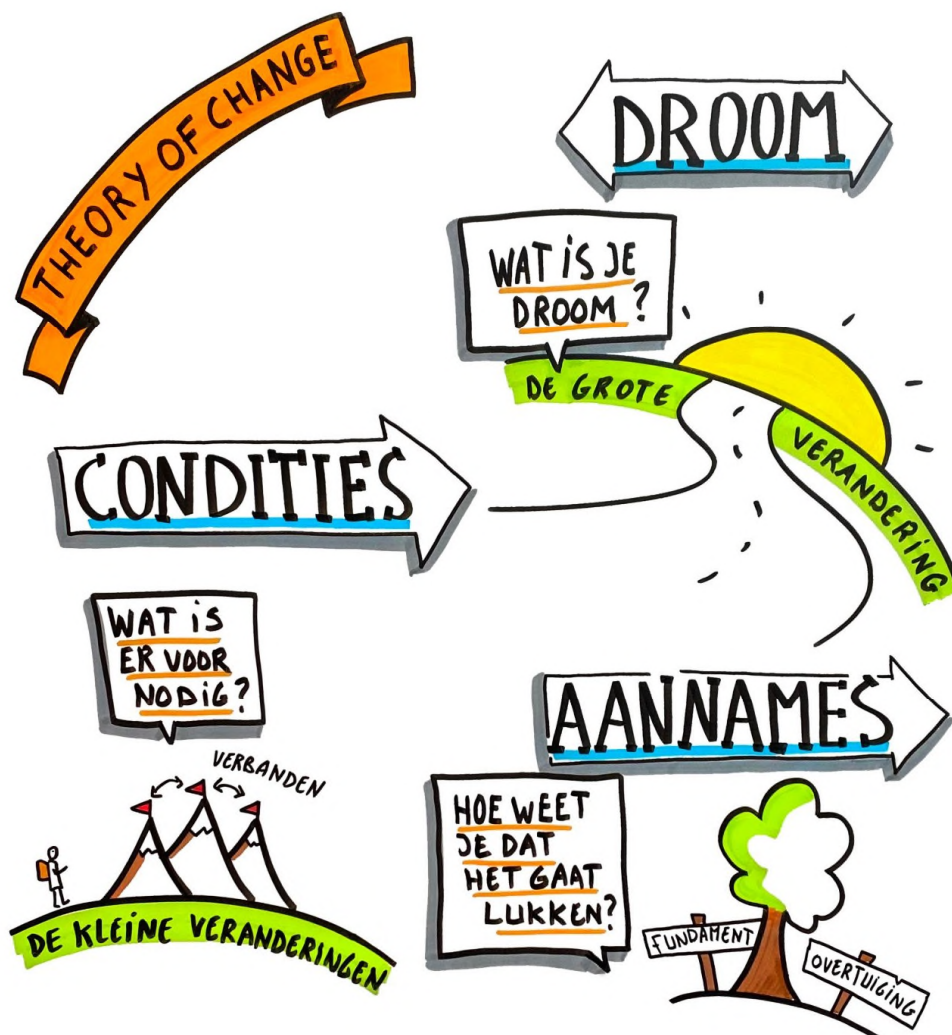 THEORY OF CHANGE
DROOM
WAT iS JE
DROOM?
DE GROTE
VERANDERiNG
CONDITIES
WAT iS
ER VOOR
NODiG?
VERBANDEN
DE KLEINE VERANDERINGEN
AANNAMES
HOE WEET
JE DAT
HET GAAT
LUKKEN?
FUNDAMENT
OVERTUIGING